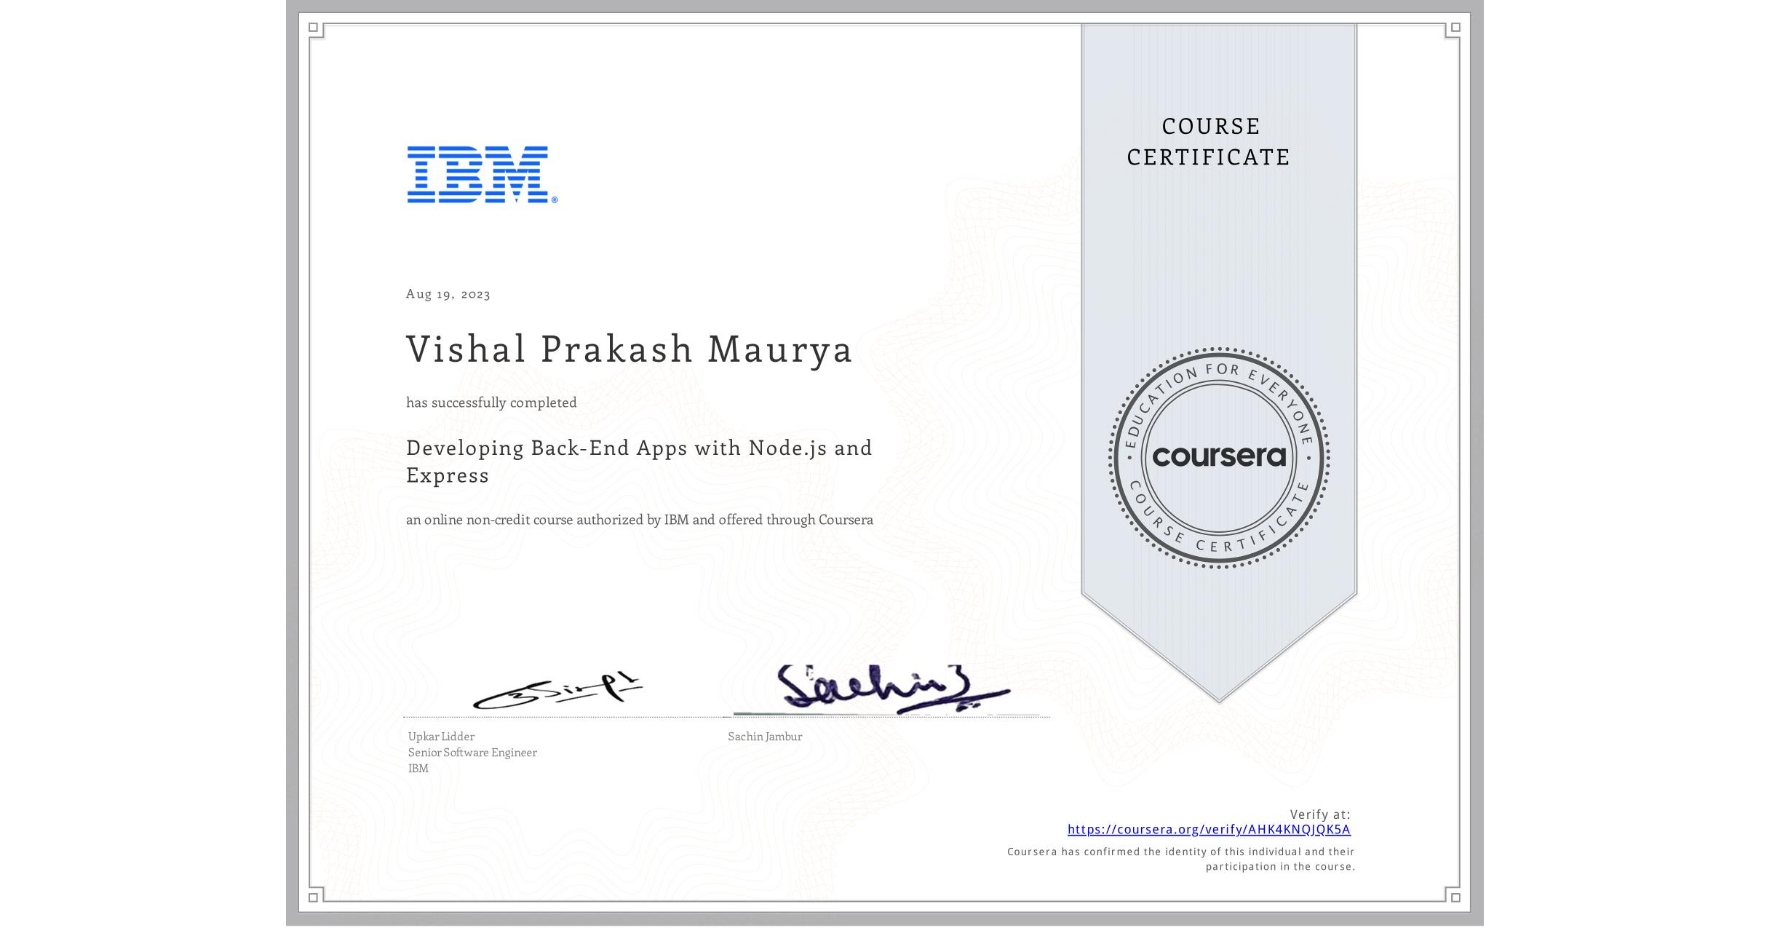 COURSE
CERTIFICATE
IBM®
Aug 19, 2023
Vishal Prakash Maurya
has successfully completed
Developing Back-End Apps with Node.js and
Express
an online non-credit course authorized by IBM and offered through Coursera
EDUCATION FOR EVERYONE
coursera
COURSE CERTIFICATE
Sachin J
Upkar Lidder
Senior Software Engineer
IBM
Sachin Jambur
Verify at:
https://coursera.org/verify/AHK4KNQJQK5A
Coursera has confirmed the identity of this individual and their
participation in the course.